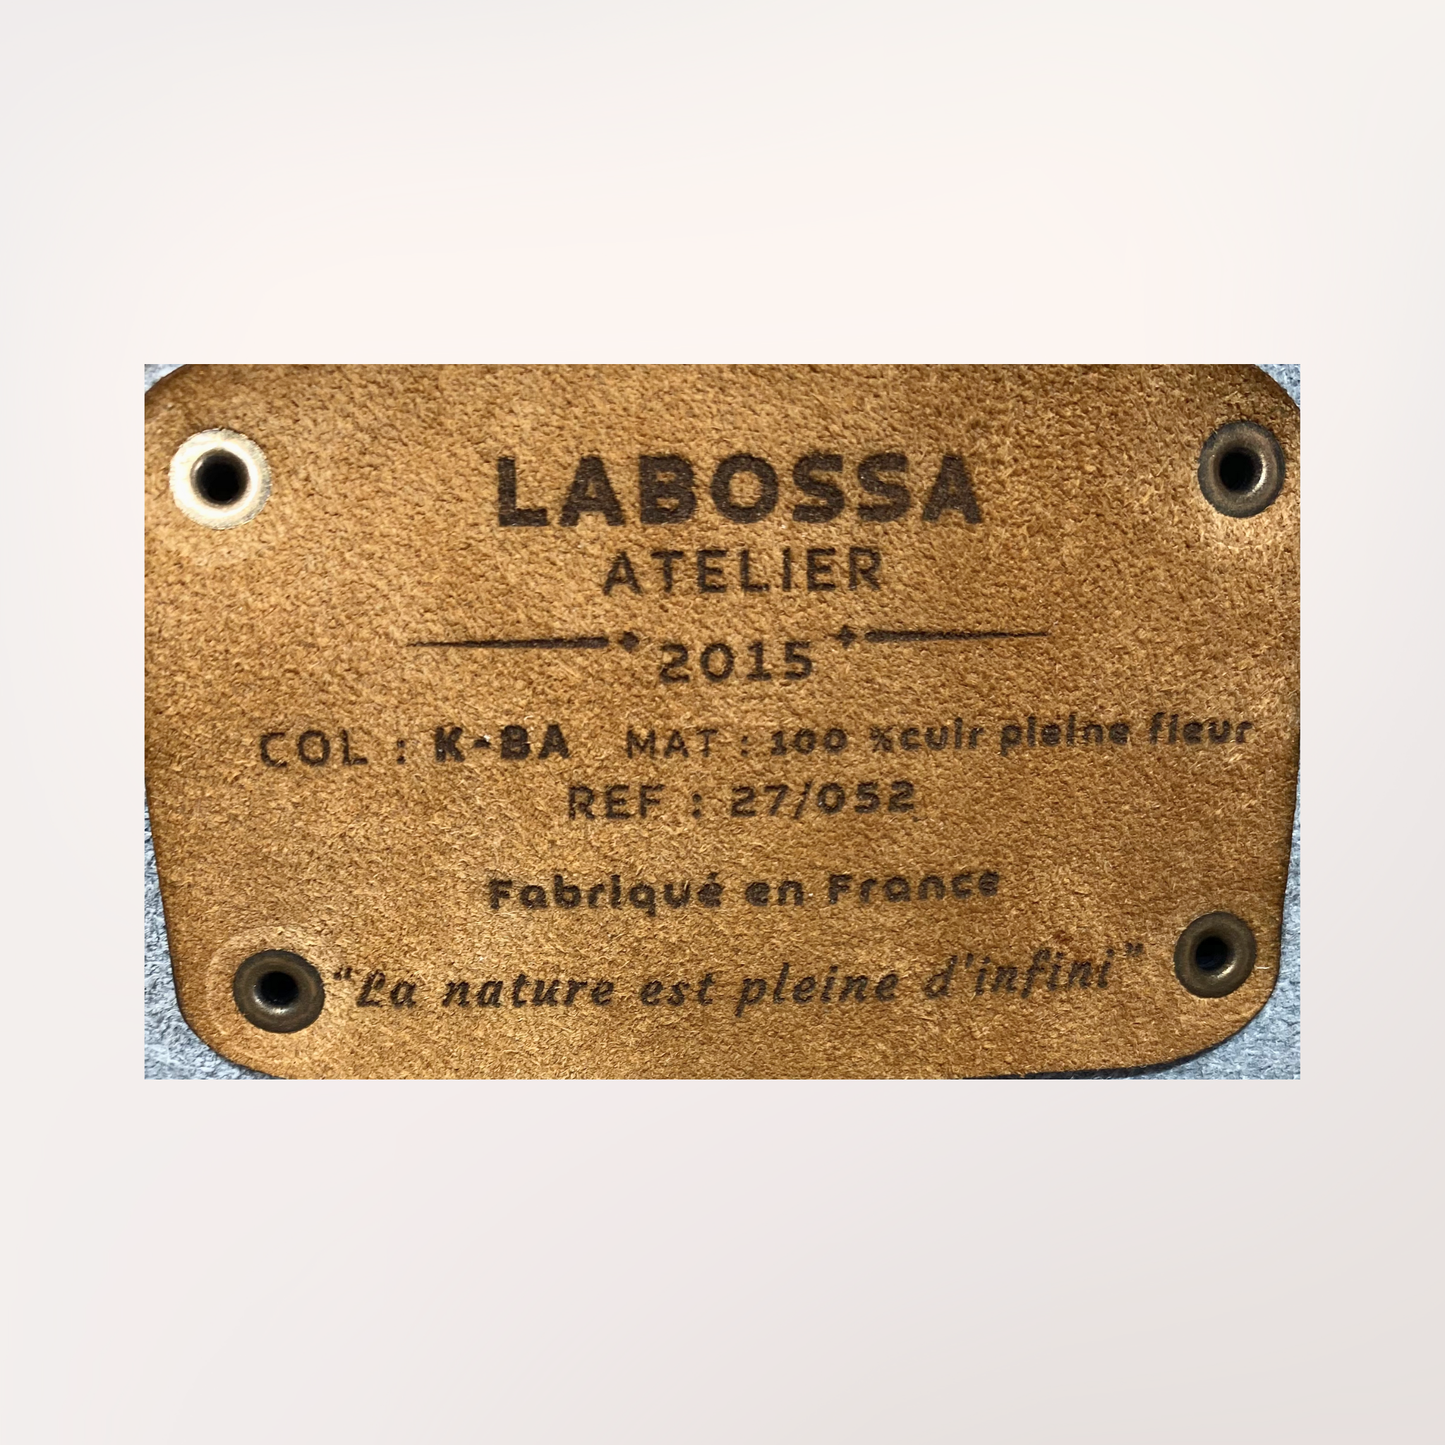 LABOSSA
ATELIER
2015
COL : K-8A MAT : 100 %cuir pleine fleur
REF : 27/052
Fabriqué en France
“La nature est pleine d'infini”